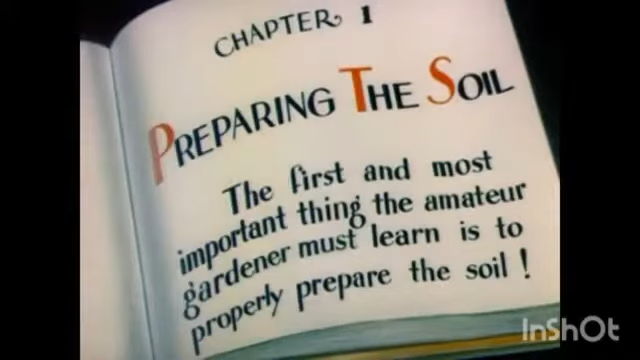 CHAPTER 1
PREPARING THE SOIL
The first and most
important thing the amateur
gardener must learn is to
properly prepare the soil !
InShOt